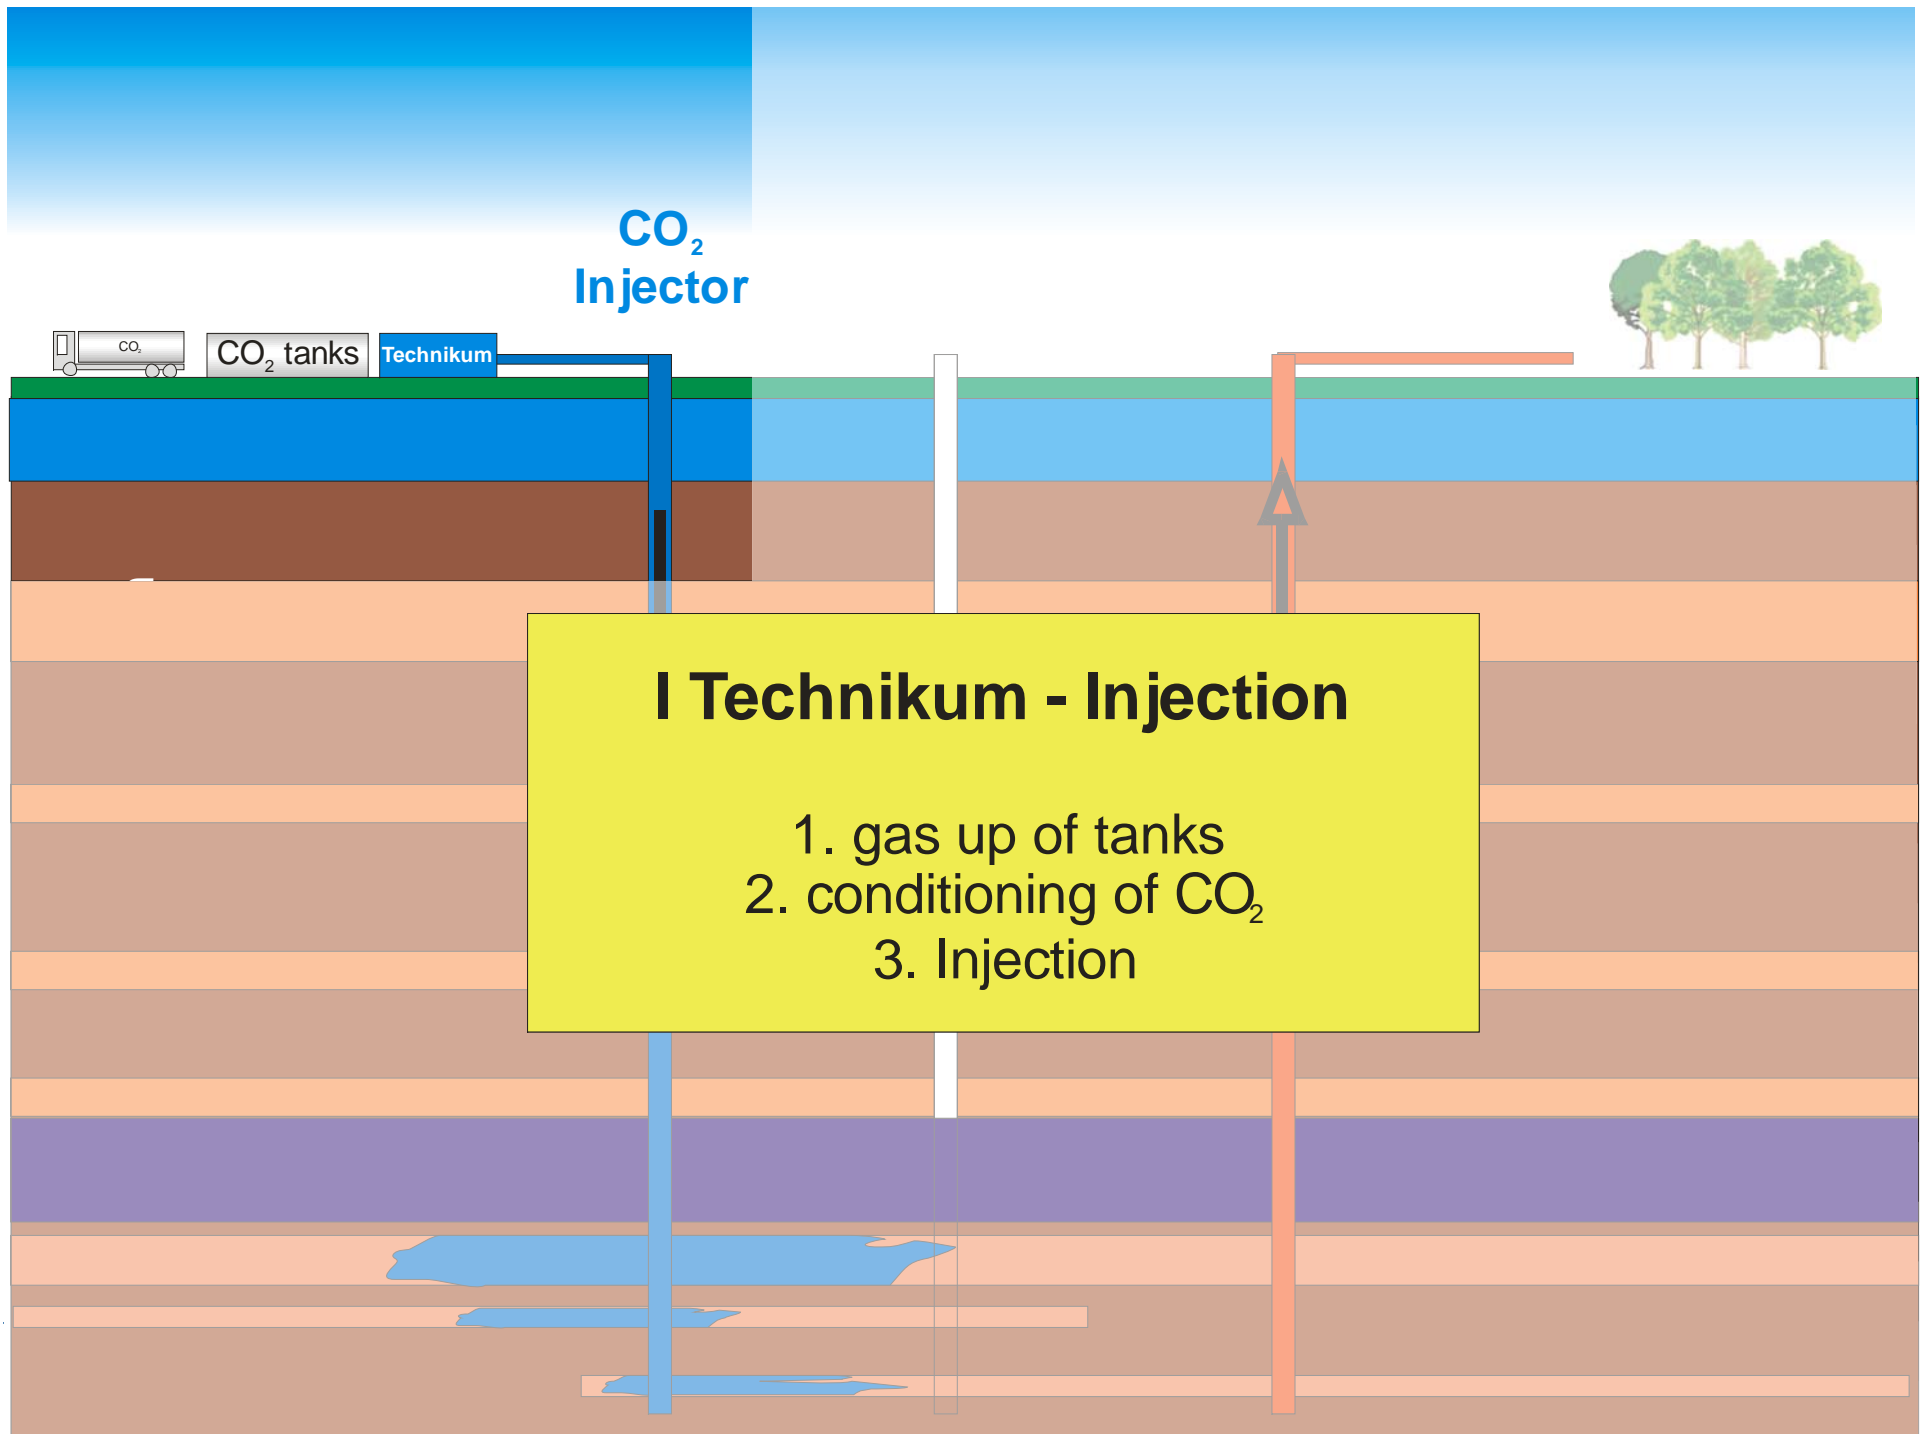 CO₂
Injector
CO₂
CO₂ tanks
Technikum
I Technikum - Injection
1. gas up of tanks
2. conditioning of CO₂
3. Injection